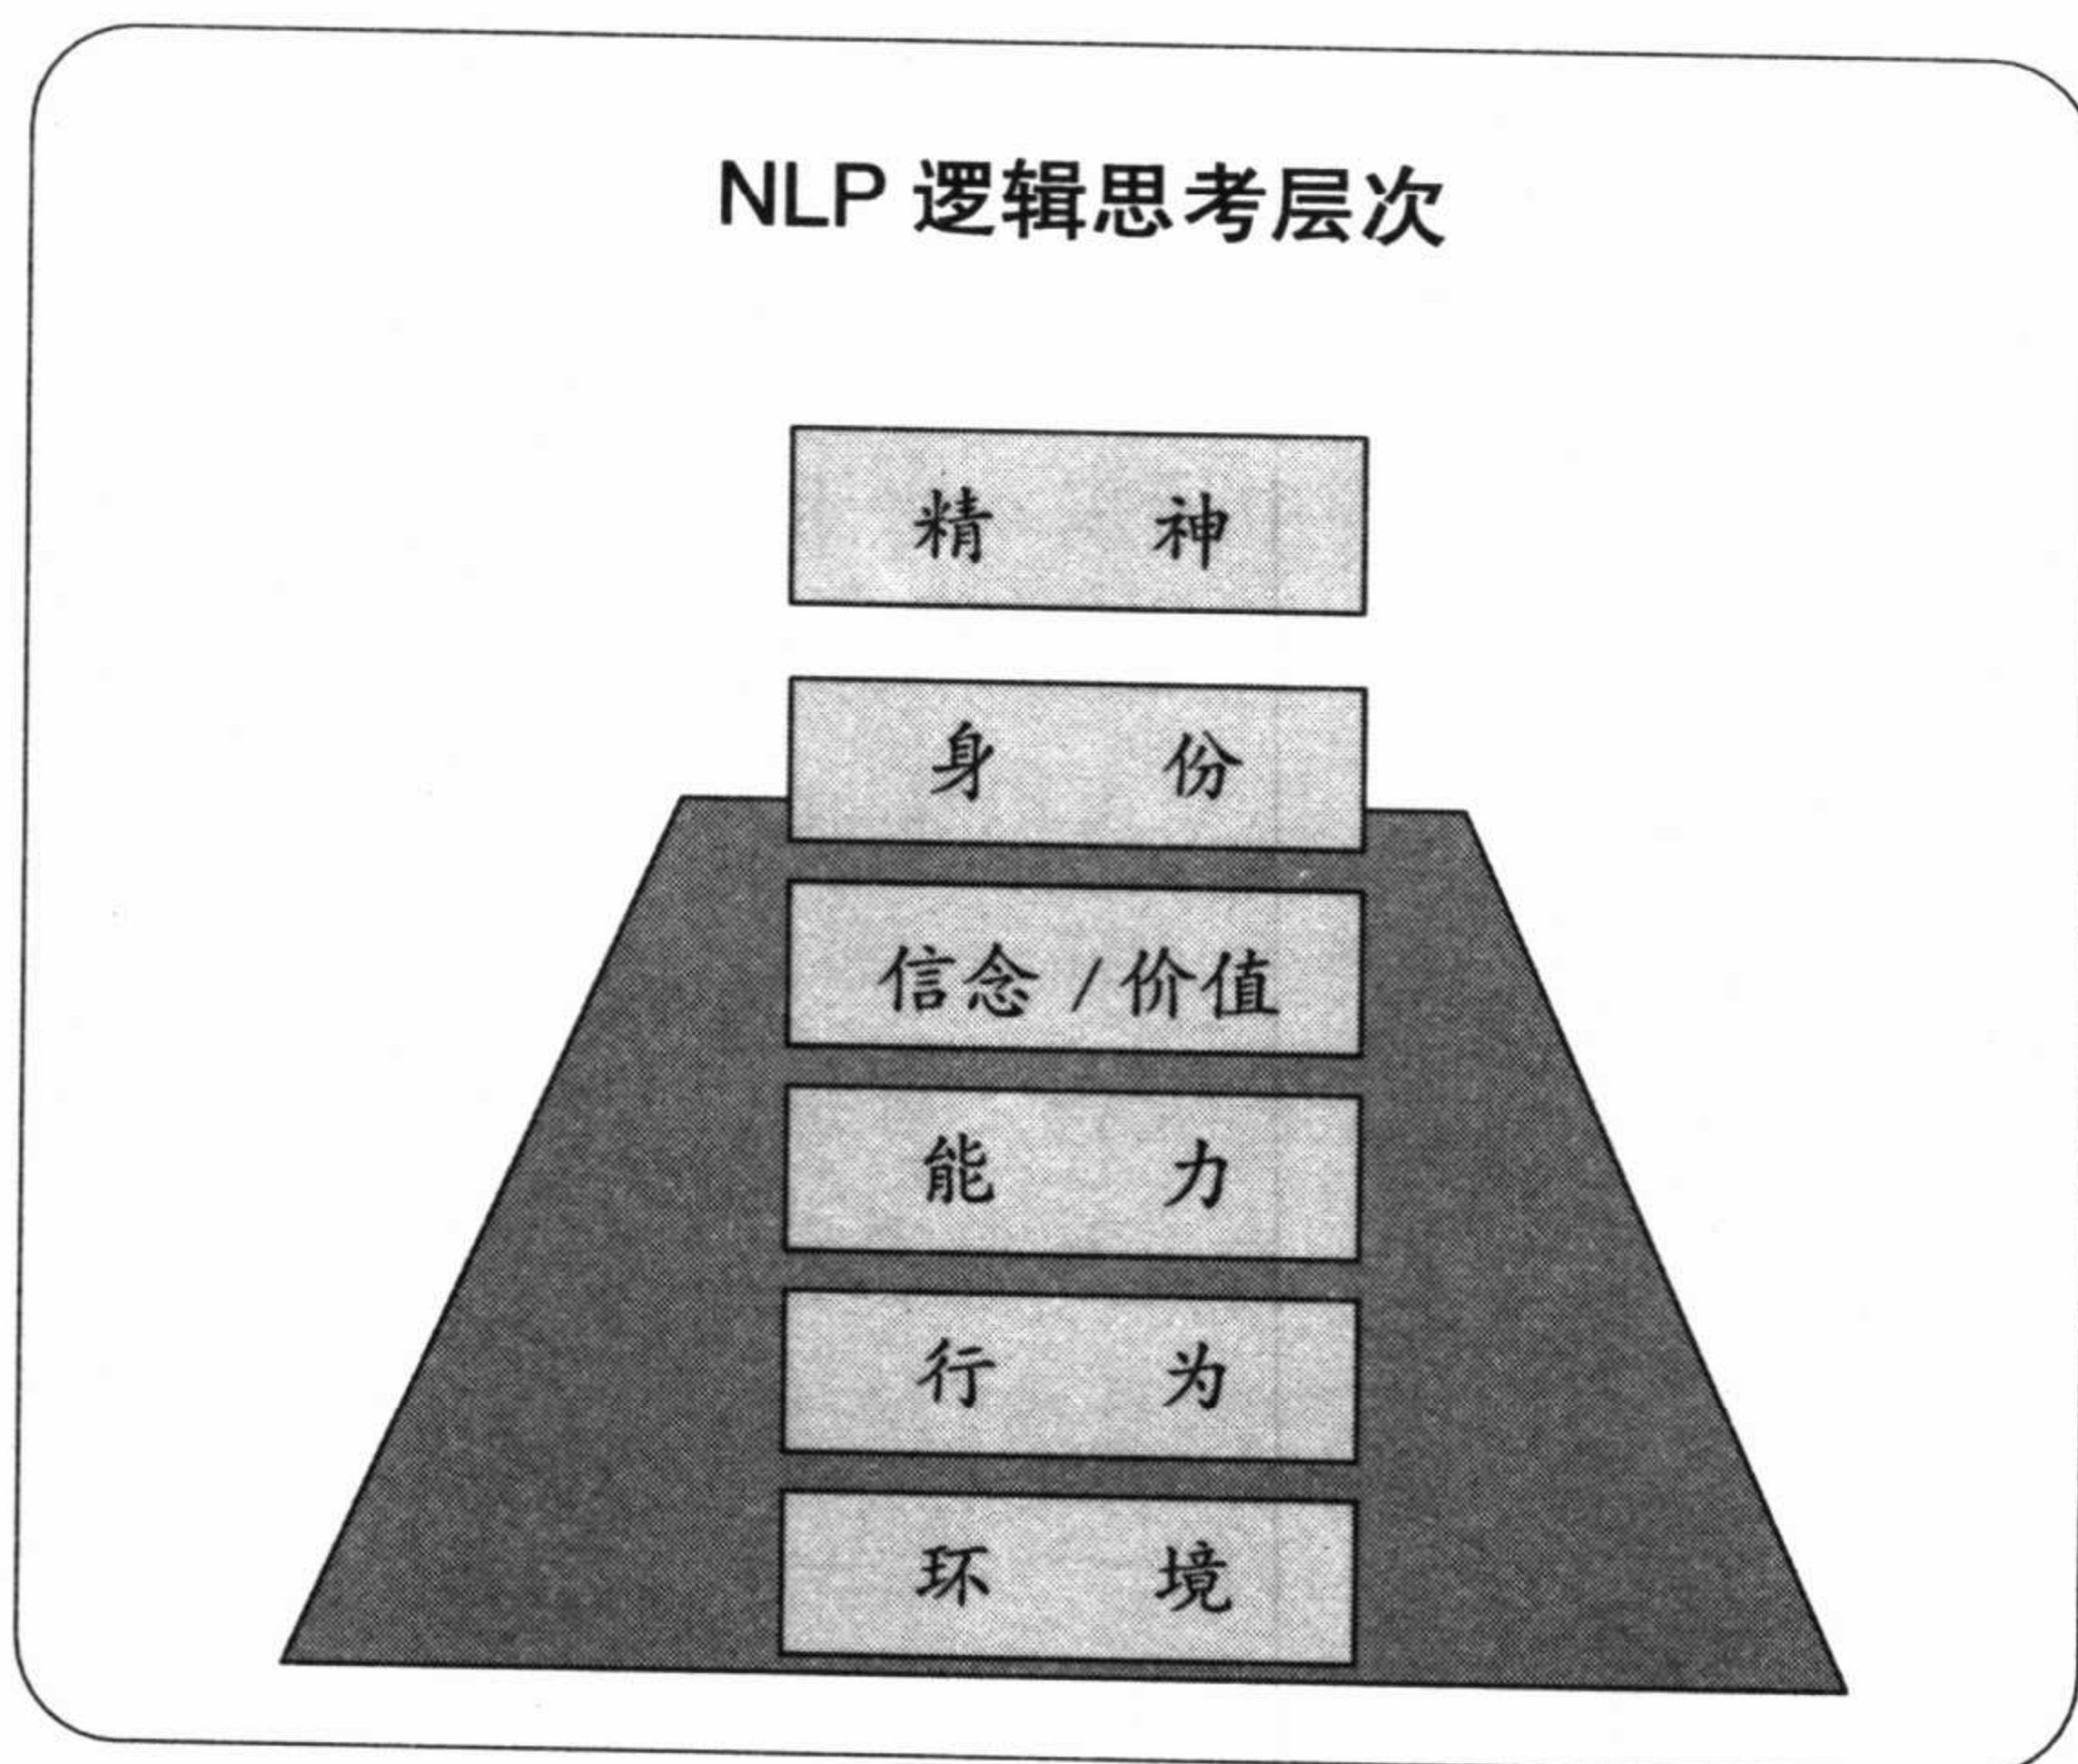 NLP 逻辑思考层次
精 神
身 份
信念 / 价值
能 力
行 为
环 境